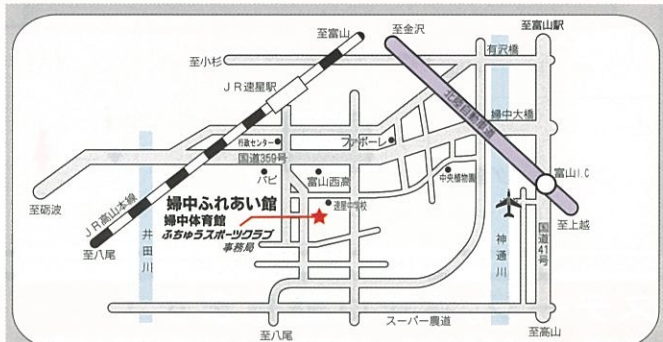 至富山
至金沢
至富山駅
至小杉
有沢橋
JR速星駅
北陸自動車道
婦中大橋
行政センター
ファボーレ
国道359号
パピ
富山西高
中央植物園
富山I.C
至砺波
JR高山本線
婦中ふれあい館
速星中学校
婦中体育館
ふちゅうスポーツクラブ
事務局
至上越
至八尾
井田川
神通川
国道41号
スーパー農道
至八尾
至高山